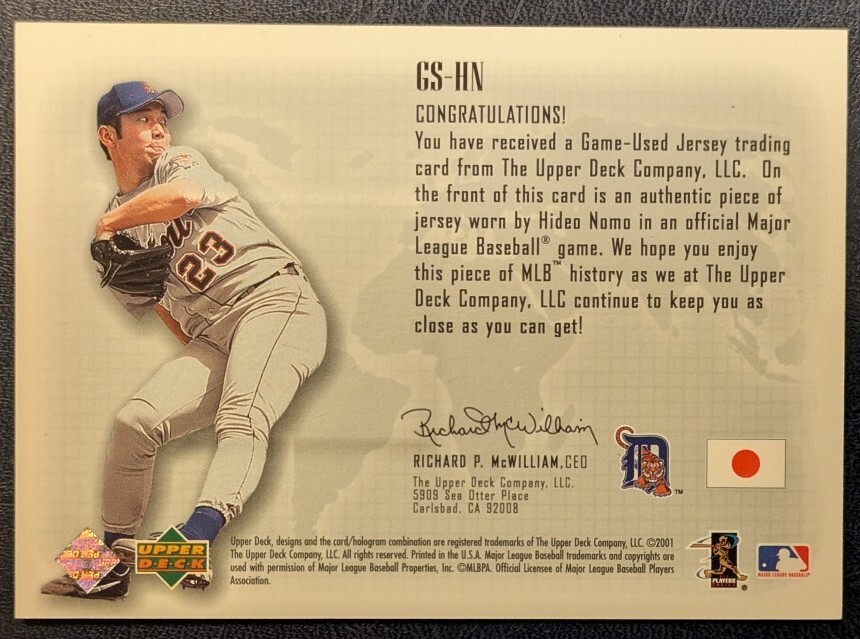 GS-HN
CONGRATULATIONS!
You have received a Game-Used Jersey trading
card from The Upper Deck Company, LLC. On
the front of this card is an authentic piece of
jersey worn by Hideo Nomo in an official Major
League Baseball® game. We hope you enjoy
this piece of MLB™ history as we at The Upper
Deck Company, LLC continue to keep you as
close as you can get!
23
Richard McWilliam
RICHARD P. McWILLIAM, CEO
The Upper Deck Company, LLC.
5909 Sea Otter Place
Carlsbad, CA 92008
D
TM
Upper Deck, designs and the card/hologram combination are registered trademarks of The Upper Deck Company, LLC. ©2001
The Upper Deck Company, LLC. All rights reserved. Printed in the U.S.A. Major League Baseball trademarks and copyrights are
used with permission of Major League Baseball Properties, Inc. ©MLBPA. Official Licensee of Major League Baseball Players
Association.
UPPER
DECK
PLAYERS
®
MAJOR LEAGUE BASEBALL